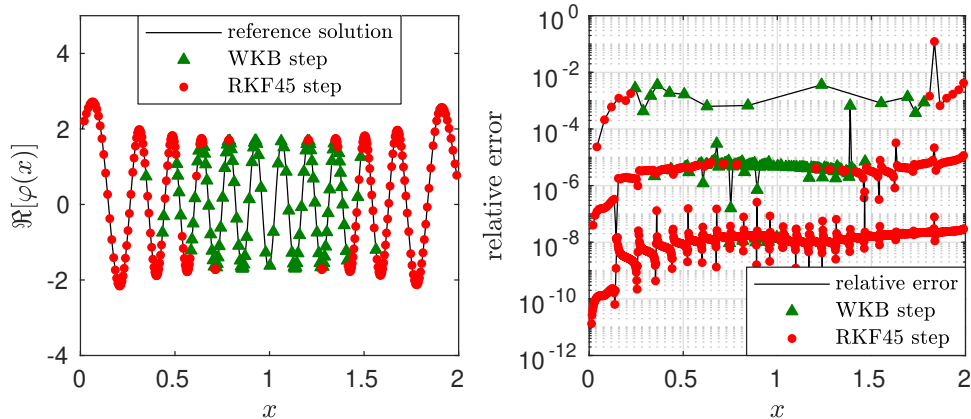 reference solution
WKB step
RKF45 step
4
2
0
-2
-4
ℜ[φ(x)]
0 0.5 1 1.5 2
x
10^0
10^-2
10^-4
10^-6
10^-8
10^-10
10^-12
relative error
relative error
WKB step
RKF45 step
0 0.5 1 1.5 2
x